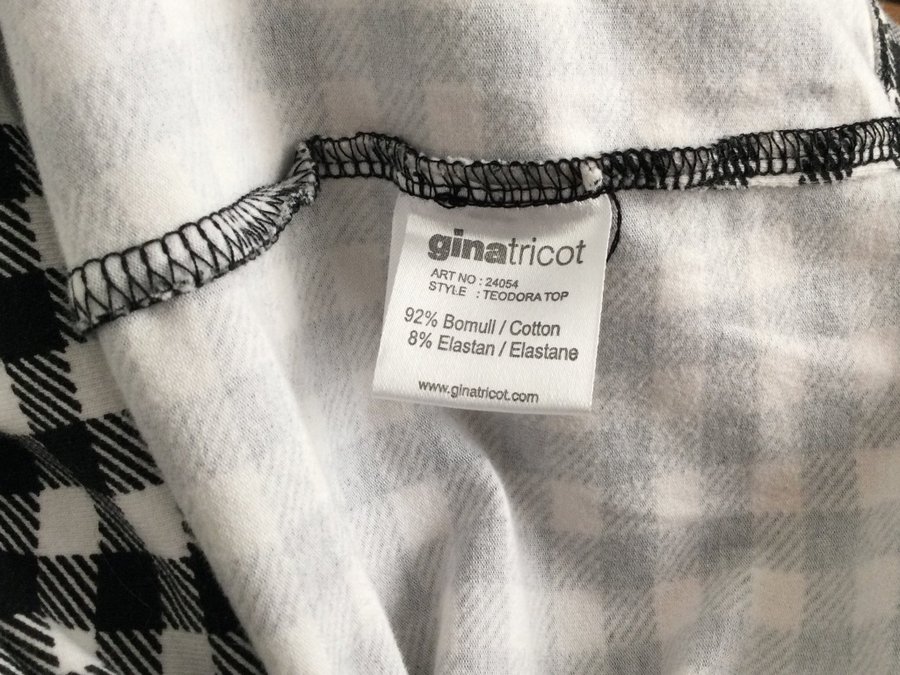 ginatricot
ART NO : 24054
STYLE : TEODORA TOP
92% Bomull / Cotton
8% Elastan / Elastane
www.ginatricot.com